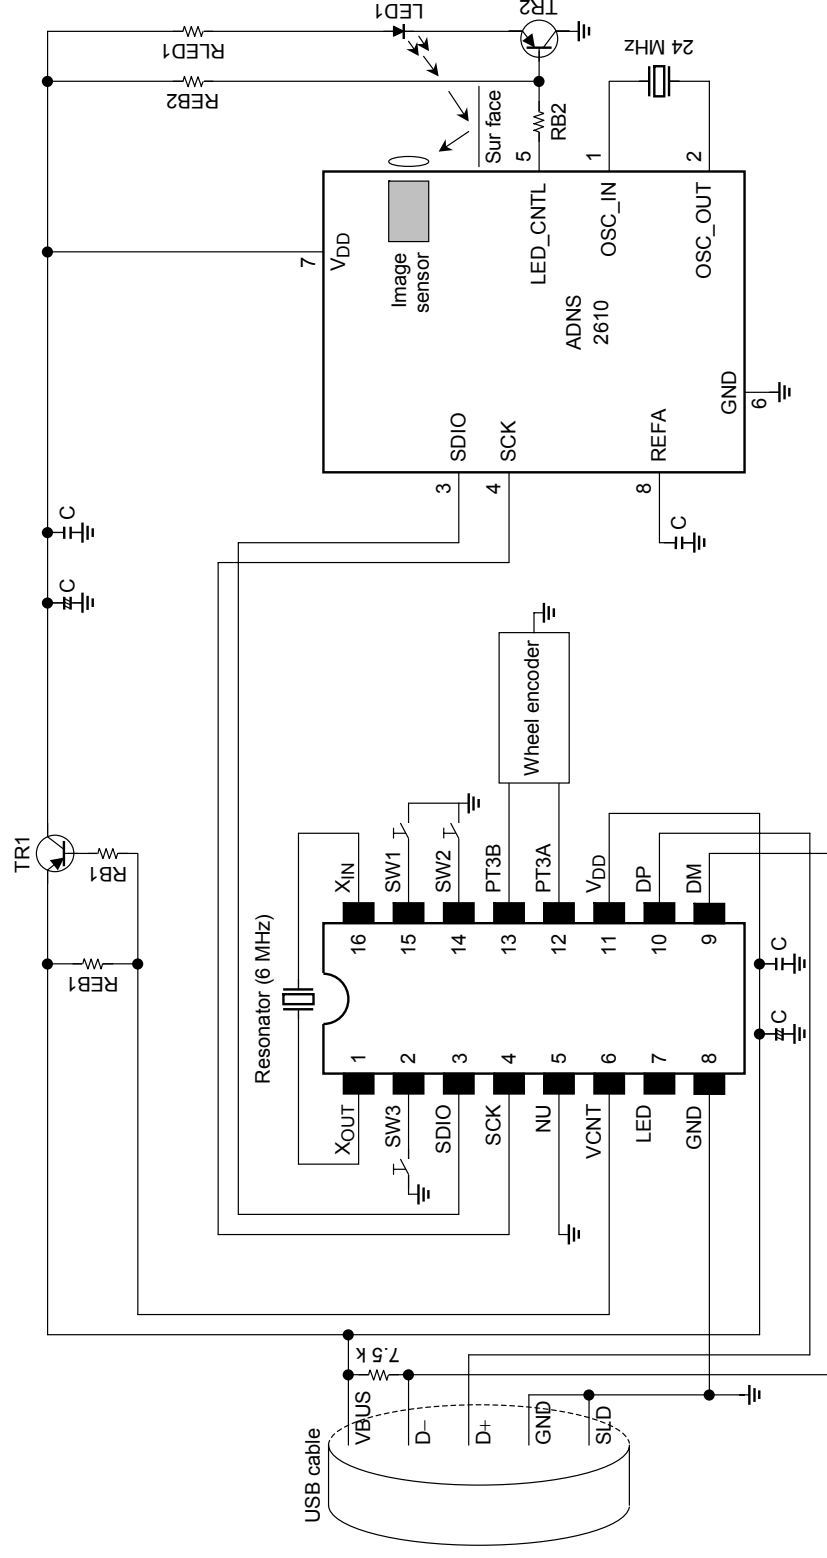 USB cable
VBUS
D−
D+
GND
SLD
7.5 k
REB1
RB1
TR1
C
C
RLED1
REB2
LED1
TR2
RB2
Sur face
24 MHz
Resonator (6 MHz)
XOUT
SW3
SDIO
SCK
NU
VCNT
LED
GND
1
2
3
4
5
6
7
8
16
15
14
13
12
11
10
9
XIN
SW1
SW2
PT3B
PT3A
VDD
DP
DM
C
C
Wheel encoder
3
4
8
SDIO
SCK
REFA
C
7
VDD
Image
sensor
ADNS
2610
GND
6
LED_CNTL
OSC_IN
OSC_OUT
5
1
2